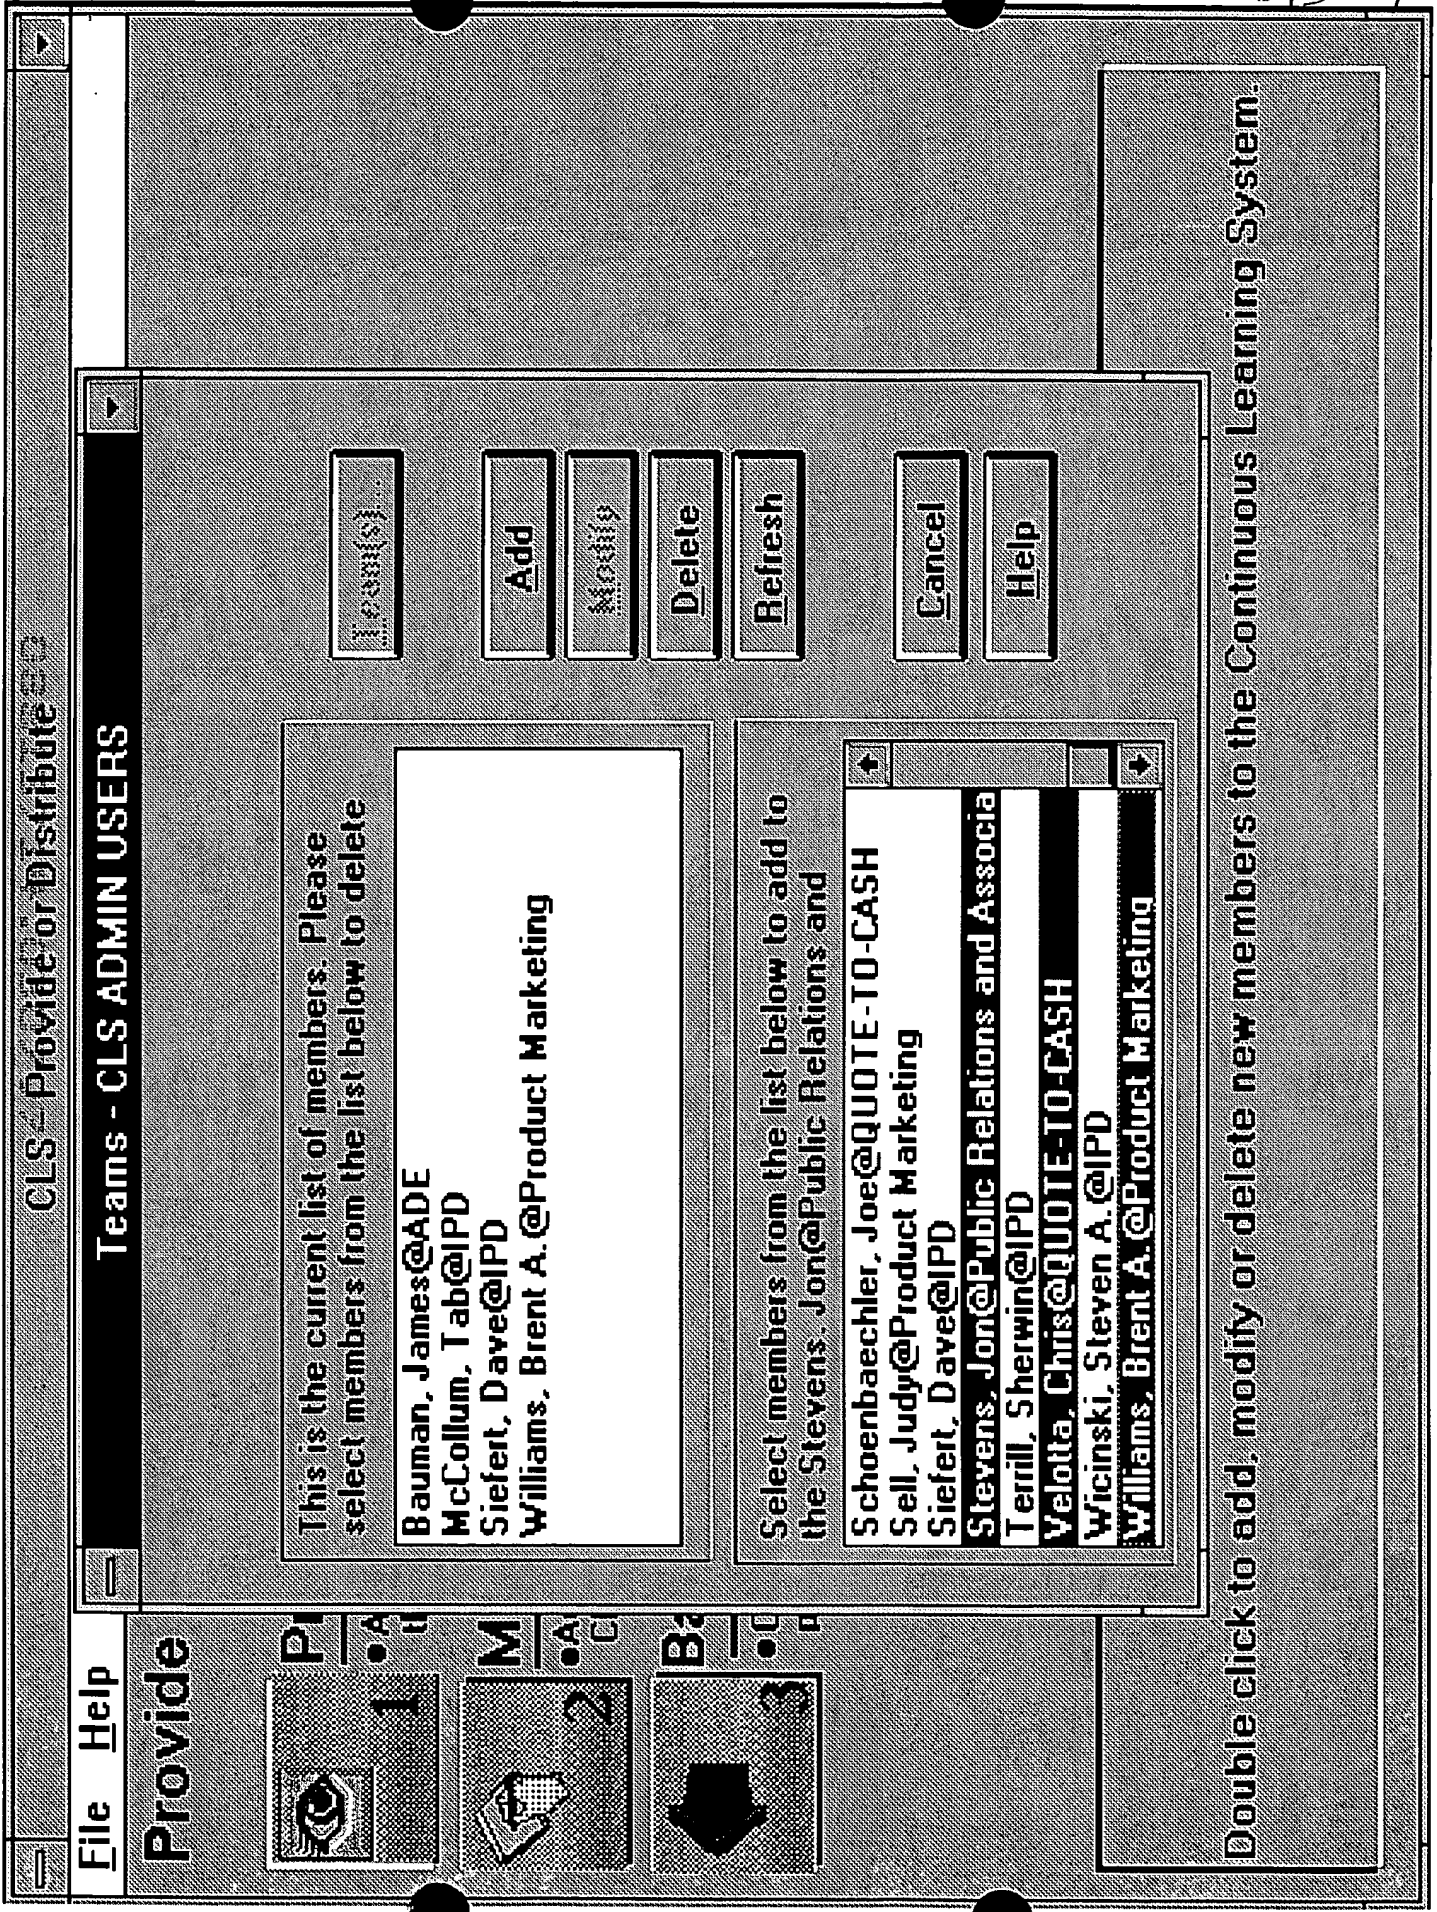 CLS - Provide or Distribute
File Help
Provide
1
2
3
Teams - CLS ADMIN USERS
This is the current list of members. Please
select members from the list below to delete
Bauman, James@ADE
McCollum, Tab@IPD
Siefert, Dave@IPD
Williams, Brent A.@Product Marketing
Select members from the list below to add to
the Stevens. Jon@Public Relations and
Schoenbaechler, Joe@QUOTE-TO-CASH
Sell, Judy@Product Marketing
Siefert, Dave@IPD
Stevens, Jon@Public Relations and Associa
Terrill, Sherwin@IPD
Velotta, Chris@QUOTE-TO-CASH
Wicinski, Steven A.@IPD
Williams, Brent A.@Product Marketing
Team(s)...
Add
Modify
Delete
Refresh
Cancel
Help
Double click to add, modify or delete new members to the Continuous Learning System.